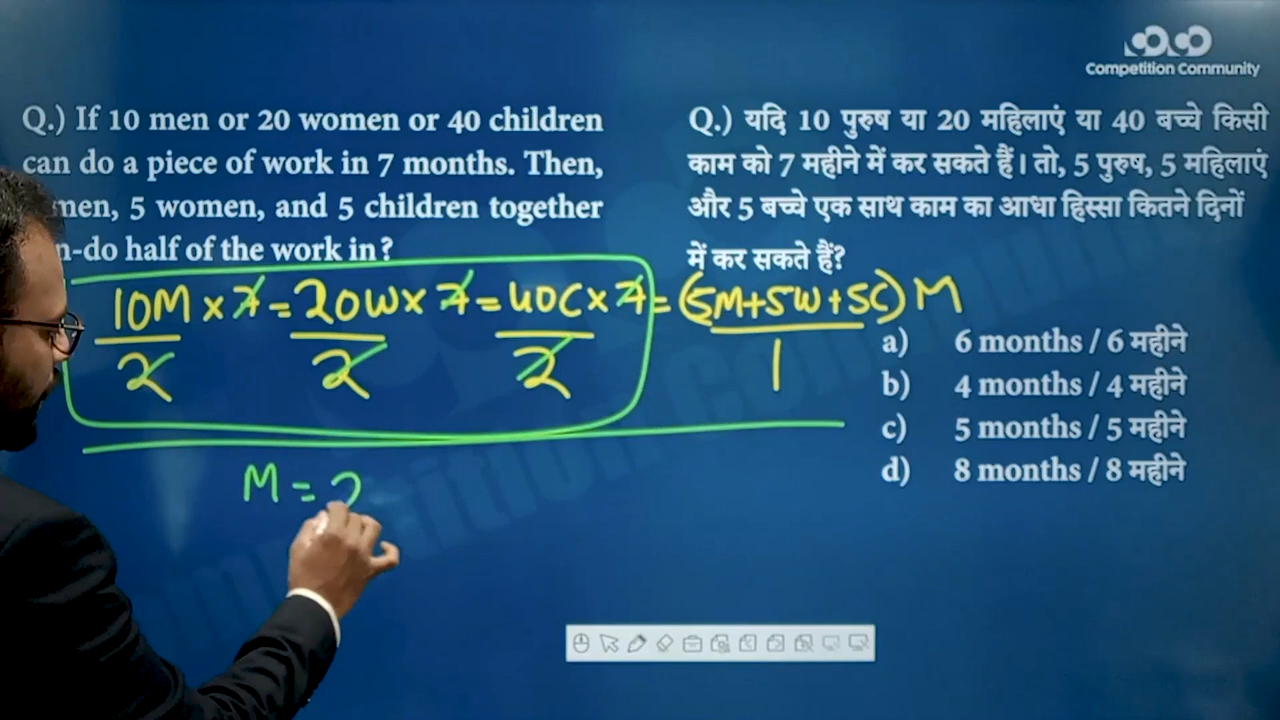 Competition Community
Q.) If 10 men or 20 women or 40 children
can do a piece of work in 7 months. Then,
men, 5 women, and 5 children together
n-do half of the work in?
Q.) यदि 10 पुरुष या 20 महिलाएं या 40 बच्चे किसी
काम को 7 महीने में कर सकते हैं। तो, 5 पुरुष, 5 महिलाएं
और 5 बच्चे एक साथ काम का आधा हिस्सा कितने दिनों
में कर सकते हैं?
10M × 7 = 20W × 7 = 40C × 7 = (5M+5W+5C) M
2 2 2 1
M = 2
a) 6 months / 6 महीने
b) 4 months / 4 महीने
c) 5 months / 5 महीने
d) 8 months / 8 महीने